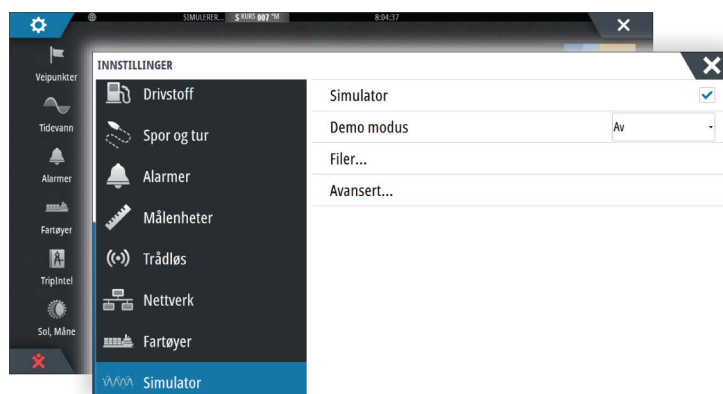 SIMULERER... S KURS 007 °M 8:04:37
Veipunkter
Tidevann
Alarmer
Fartøyer
TripIntel
Sol, Måne
INNSTILLINGER
Drivstoff
Spor og tur
Alarmer
Målenheter
Trådløs
Nettverk
Fartøyer
Simulator
Simulator
Demo modus Av
Filer...
Avansert...